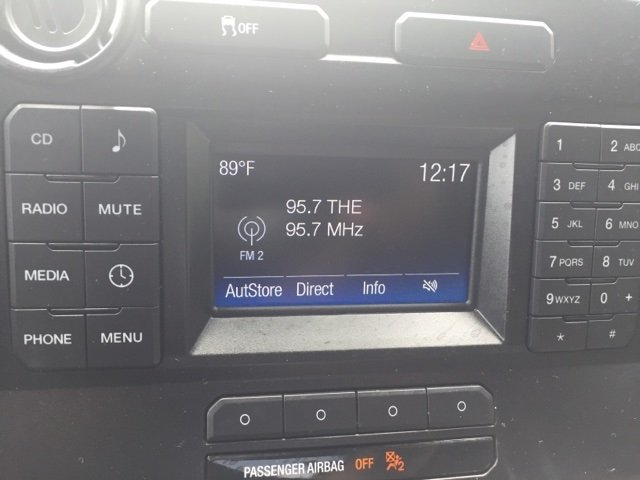 OFF
CD
RADIO MUTE
MEDIA
PHONE MENU
89°F 12:17
95.7 THE
95.7 MHz
FM 2
AutStore Direct Info
1 2 ABC
3 DEF 4 GHI
5 JKL 6 MNO
7 PQRS 8 TUV
9 WXYZ 0 +
* #
PASSENGER AIRBAG OFF 2